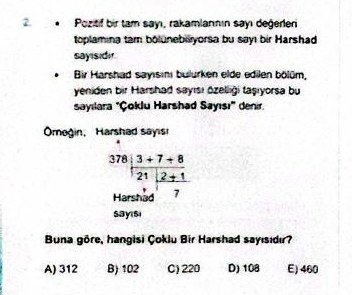 2. • Pozitif bir tam sayı, rakamlarının sayı değerleri
toplamına tam bölünebiliyorsa bu sayı bir Harshad
sayısıdır.
• Bir Harshad sayısını bulurken elde edilen bölüm,
yeniden bir Harshad sayısı özelliği taşıyorsa bu
sayılara "Çoklu Harshad Sayısı" denir.
Örneğin, Harshad sayısı
378 3 + 7 + 8
21 2 + 1
Harshad 7
sayısı
Buna göre, hangisi Çoklu Bir Harshad sayısıdır?
A) 312 B) 102 C) 220 D) 108 E) 460